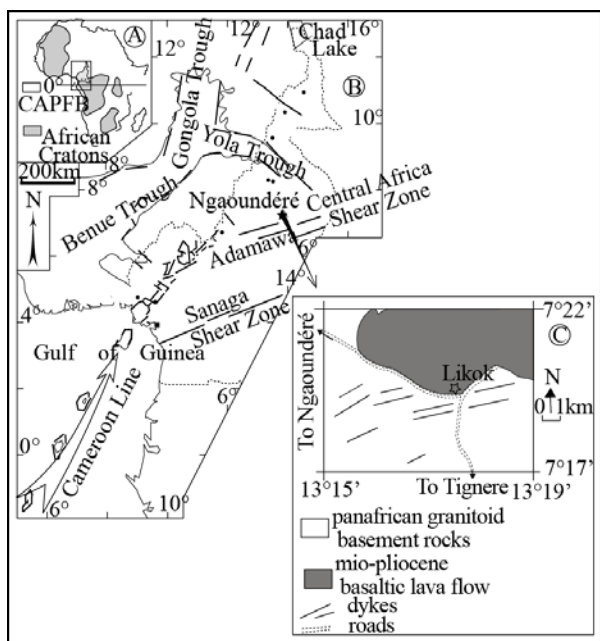 A
0°
CAPFB
African
Cratons
200km
N
12°
16°
Chad
Lake
12°
B
10°
Gongola Trough
Yola Trough
8°
8°
Benue Trough
Ngaoundéré
Central Africa
Shear Zone
Adamawa
6°
14°
Sanaga
Shear Zone
4°
Gulf of Guinea
Cameroon Line
12°
0°
6°
6°
10°
7°22'
C
To Ngaoundéré
Likok
N
0 1km
7°17'
13°15'
13°19'
To Tignere
panafrican granitoid
basement rocks
mio-pliocene
basaltic lava flow
dykes
roads